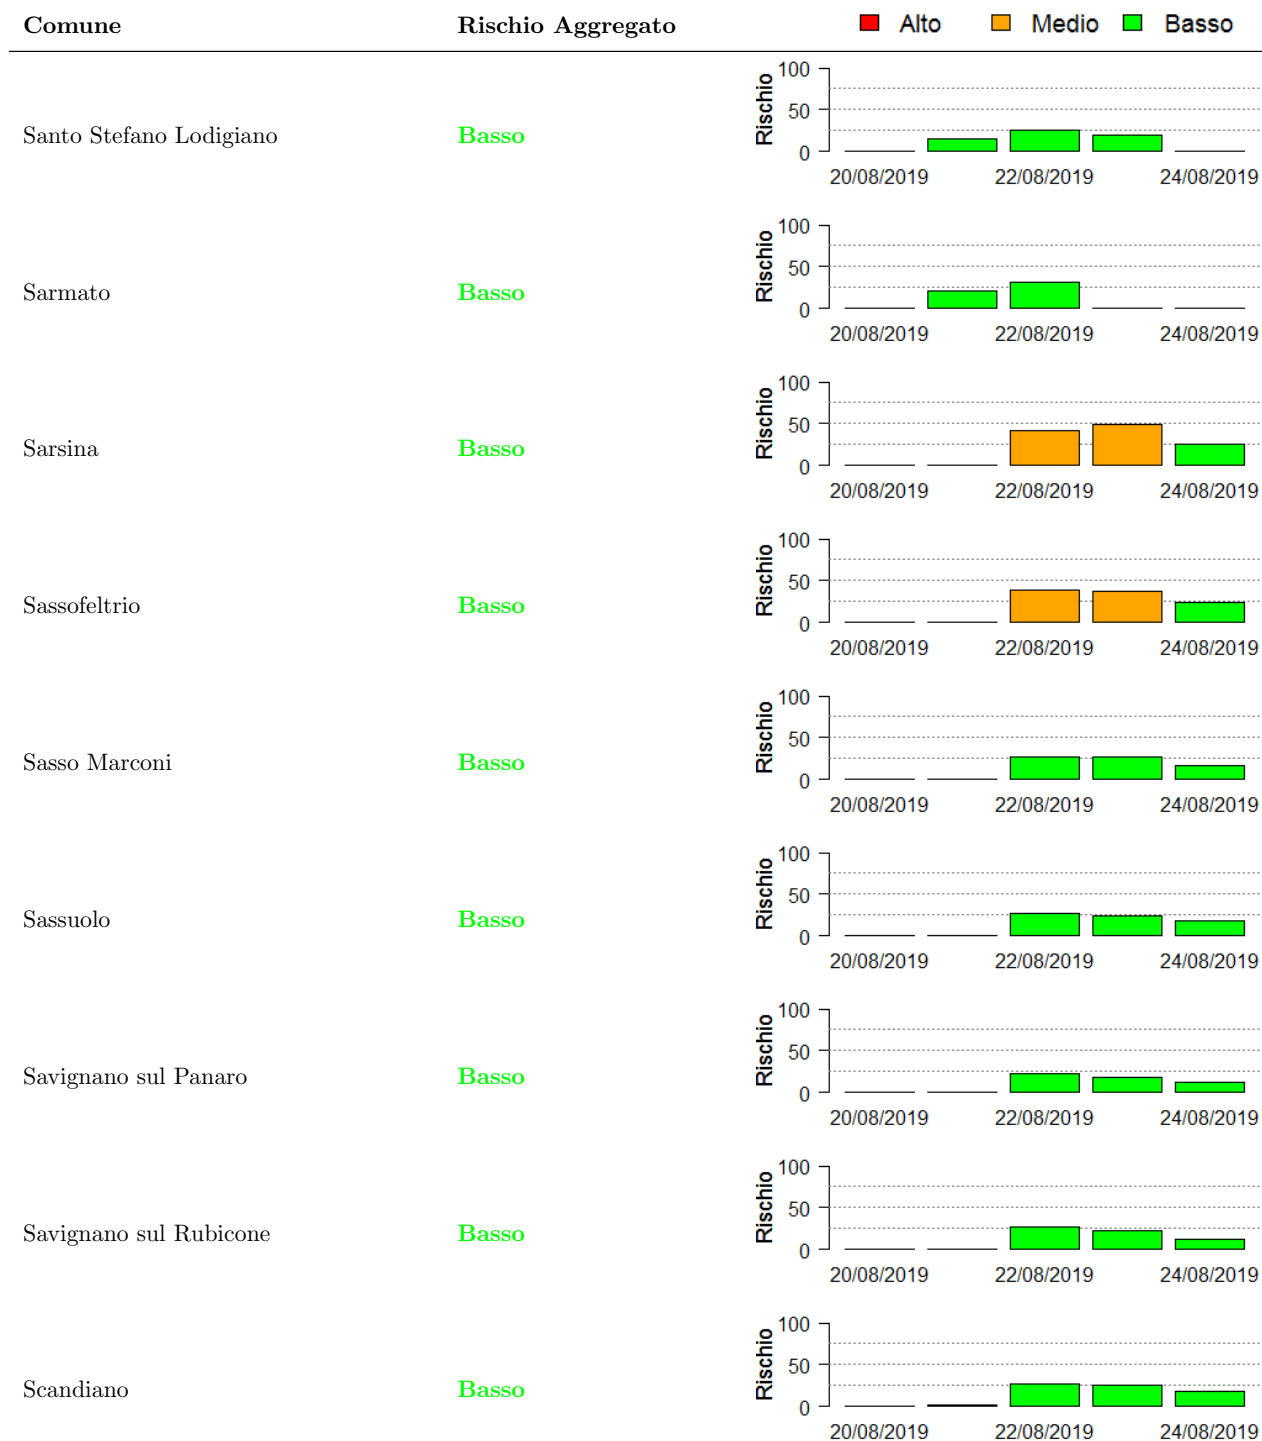 Comune Rischio Aggregato Alto Medio Basso
100
50
0
Rischio
Santo Stefano Lodigiano Basso
20/08/2019 22/08/2019 24/08/2019
100
50
0
Rischio
Sarmato Basso
20/08/2019 22/08/2019 24/08/2019
100
50
0
Rischio
Sarsina Basso
20/08/2019 22/08/2019 24/08/2019
100
50
0
Rischio
Sassofeltrio Basso
20/08/2019 22/08/2019 24/08/2019
100
50
0
Rischio
Sasso Marconi Basso
20/08/2019 22/08/2019 24/08/2019
100
50
0
Rischio
Sassuolo Basso
20/08/2019 22/08/2019 24/08/2019
100
50
0
Rischio
Savignano sul Panaro Basso
20/08/2019 22/08/2019 24/08/2019
100
50
0
Rischio
Savignano sul Rubicone Basso
20/08/2019 22/08/2019 24/08/2019
100
50
0
Rischio
Scandiano Basso
20/08/2019 22/08/2019 24/08/2019